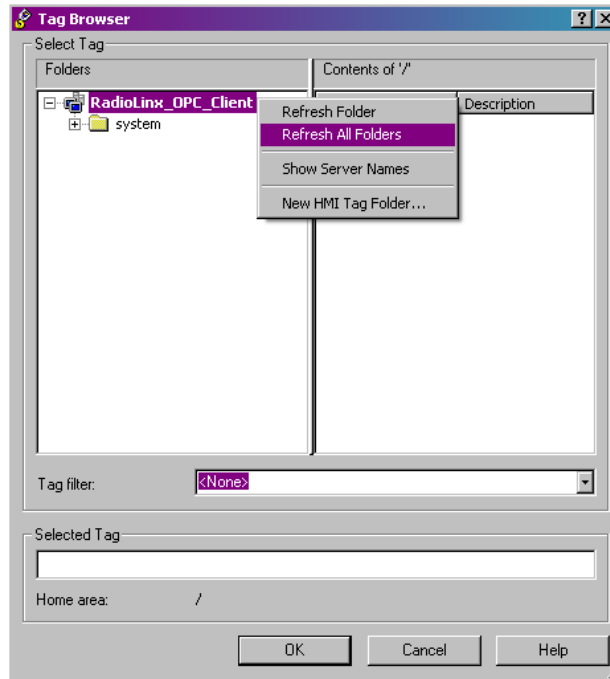 Tag Browser
Select Tag
Folders
Contents of '/'
RadioLinx_OPC_Client
Description
system
Refresh Folder
Refresh All Folders
Show Server Names
New HMI Tag Folder...
Tag filter:
<None>
Selected Tag
Home area:
/
OK
Cancel
Help